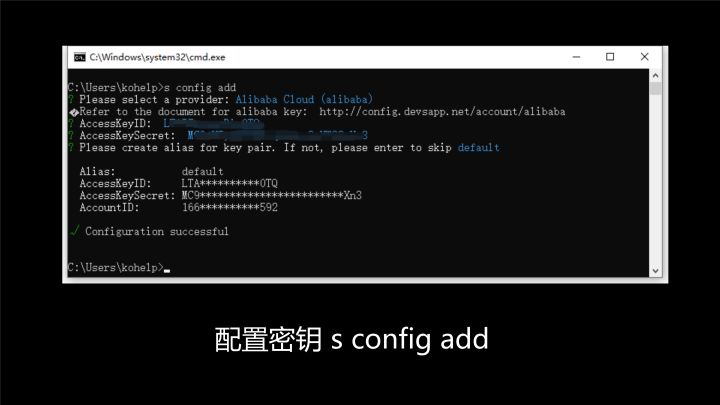 C:\Windows\system32\cmd.exe
C:\Users\kohelp>s config add
? Please select a provider: Alibaba Cloud (alibaba)
�Refer to the document for alibaba key:  http://config.devsapp.net/account/alibaba
? AccessKeyID:
? AccessKeySecret:
? Please create alias for key pair. If not, please enter to skip default
Alias: default
AccessKeyID: LTA**********0TQ
AccessKeySecret: MC9************************Xn3
AccountID: 166**********592
√ Configuration successful
C:\Users\kohelp>
配置密钥 s config add